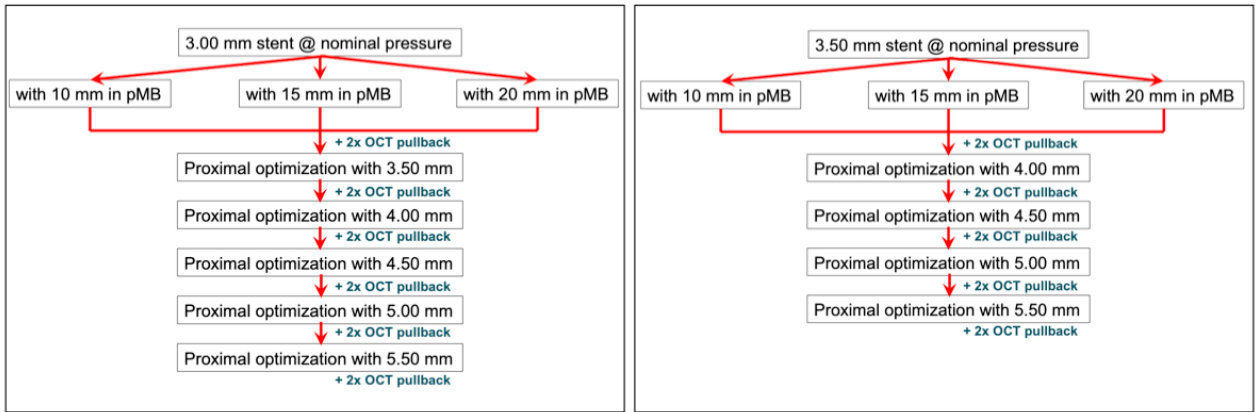 3.00 mm stent @ nominal pressure
with 10 mm in pMB
with 15 mm in pMB
with 20 mm in pMB
+ 2x OCT pullback
Proximal optimization with 3.50 mm
+ 2x OCT pullback
Proximal optimization with 4.00 mm
+ 2x OCT pullback
Proximal optimization with 4.50 mm
+ 2x OCT pullback
Proximal optimization with 5.00 mm
+ 2x OCT pullback
Proximal optimization with 5.50 mm
+ 2x OCT pullback
3.50 mm stent @ nominal pressure
with 10 mm in pMB
with 15 mm in pMB
with 20 mm in pMB
+ 2x OCT pullback
Proximal optimization with 4.00 mm
+ 2x OCT pullback
Proximal optimization with 4.50 mm
+ 2x OCT pullback
Proximal optimization with 5.00 mm
+ 2x OCT pullback
Proximal optimization with 5.50 mm
+ 2x OCT pullback